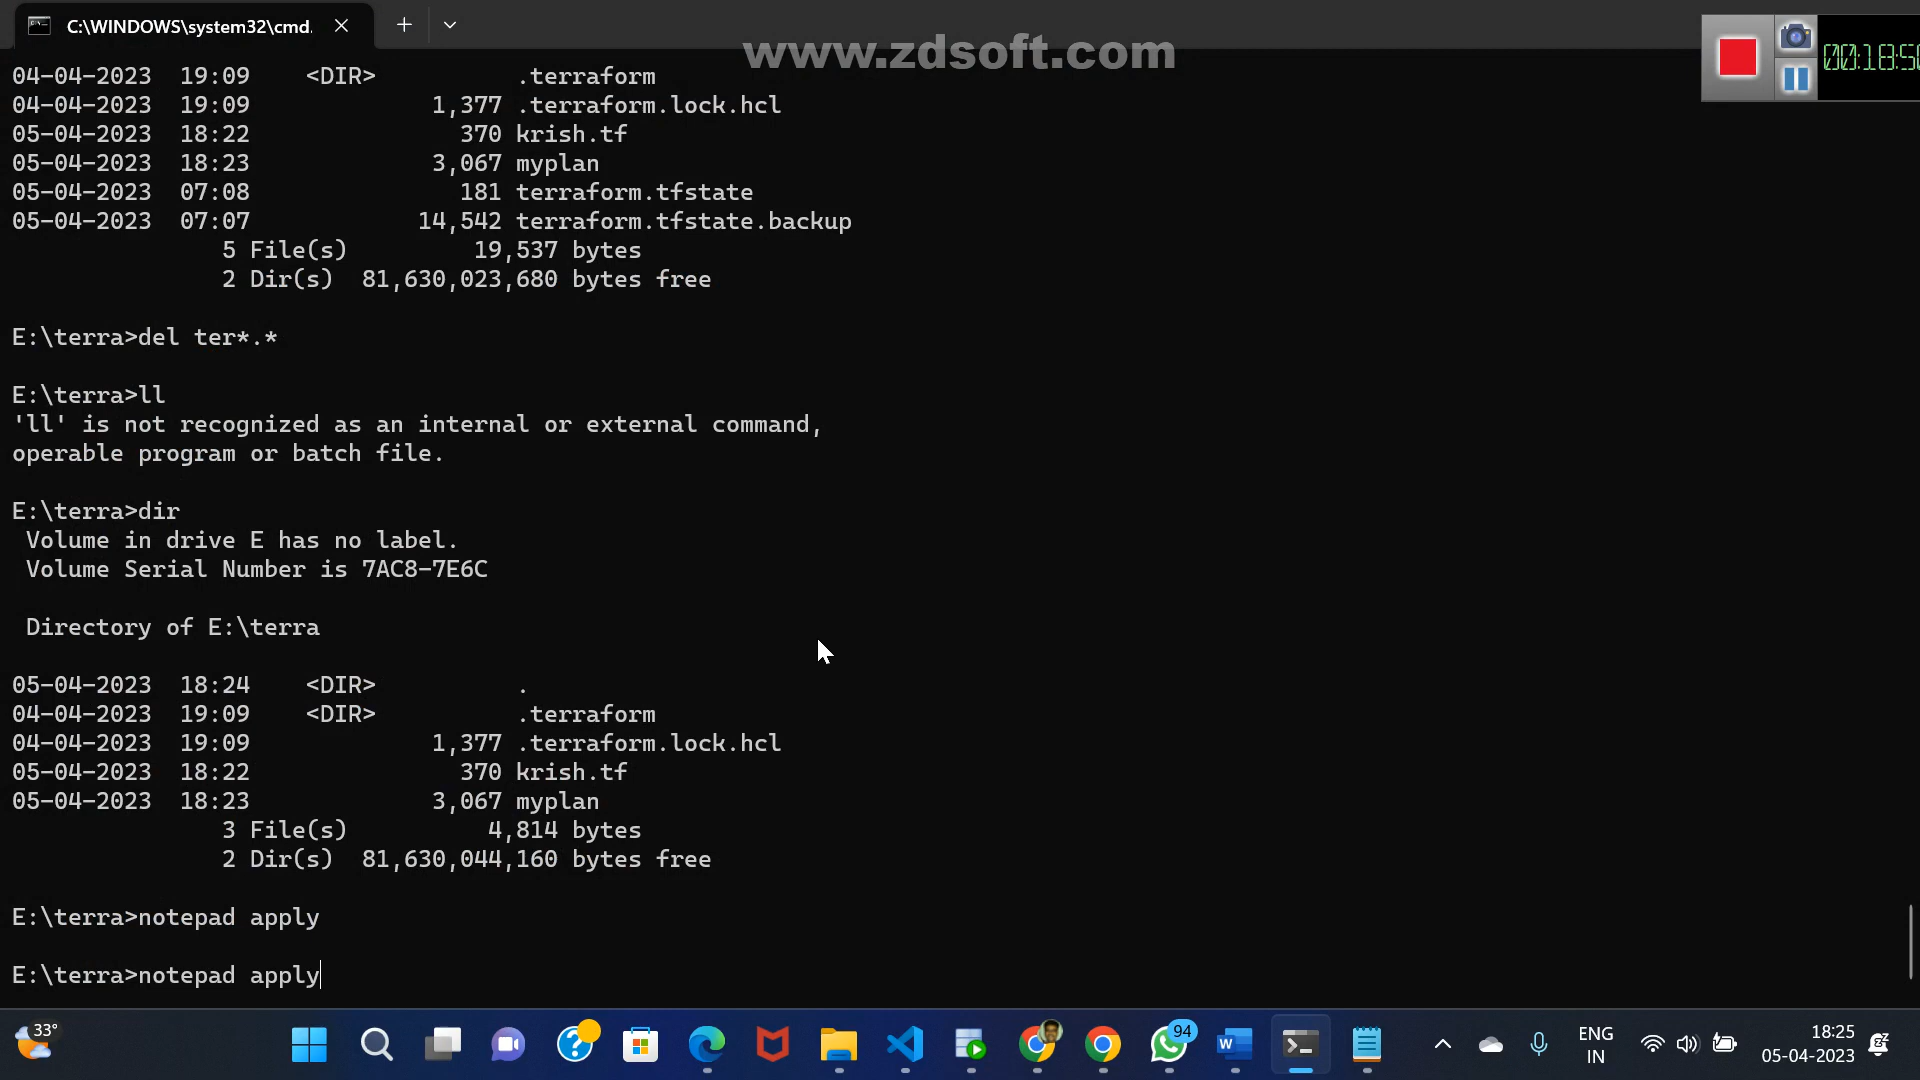 C:\WINDOWS\system32\cmd.
www.zdsoft.com
04-04-2023  19:09    <DIR>          .terraform
04-04-2023  19:09             1,377 .terraform.lock.hcl
05-04-2023  18:22               370 krish.tf
05-04-2023  18:23             3,067 myplan
05-04-2023  07:08               181 terraform.tfstate
05-04-2023  07:07            14,542 terraform.tfstate.backup
5 File(s)         19,537 bytes
2 Dir(s)  81,630,023,680 bytes free
E:\terra>del ter*.*
E:\terra>ll
'll' is not recognized as an internal or external command,
operable program or batch file.
E:\terra>dir
Volume in drive E has no label.
Volume Serial Number is 7AC8-7E6C
Directory of E:\terra
05-04-2023  18:24    <DIR>          .
04-04-2023  19:09    <DIR>          .terraform
04-04-2023  19:09             1,377 .terraform.lock.hcl
05-04-2023  18:22               370 krish.tf
05-04-2023  18:23             3,067 myplan
3 File(s)          4,814 bytes
2 Dir(s)  81,630,044,160 bytes free
E:\terra>notepad apply
E:\terra>notepad apply
33°
94
ENG
IN
18:25
05-04-2023